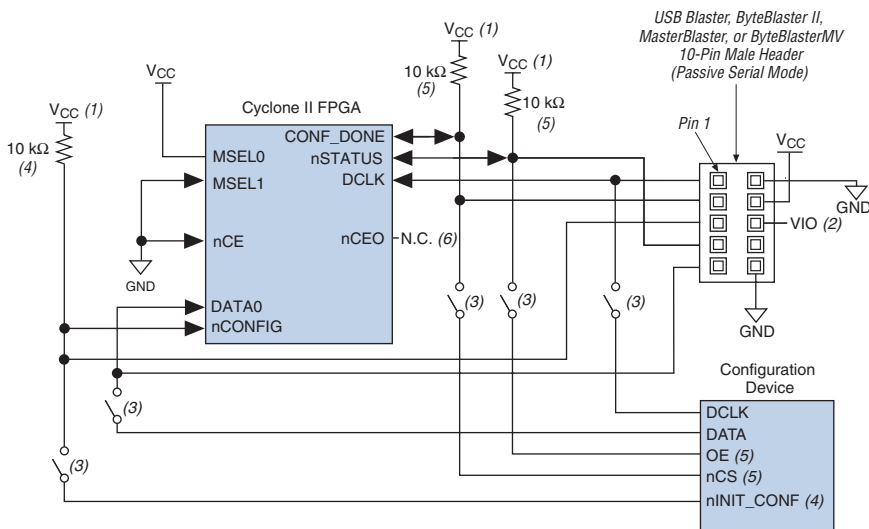 USB Blaster, ByteBlaster II,
MasterBlaster, or ByteBlasterMV
10-Pin Male Header
(Passive Serial Mode)
VCC (1)
VCC (1)
VCC
10 kΩ
(5)
10 kΩ
(5)
VCC (1)
10 kΩ
(4)
Cyclone II FPGA
Pin 1
VCC
CONF_DONE
nSTATUS
DCLK
MSEL0
MSEL1
nCE
nCEO
N.C. (6)
GND
DATA0
nCONFIG
GND
VIO (2)
GND
(3)
(3)
(3)
(3)
(3)
Configuration
Device
DCLK
DATA
OE (5)
nCS (5)
nINIT_CONF (4)